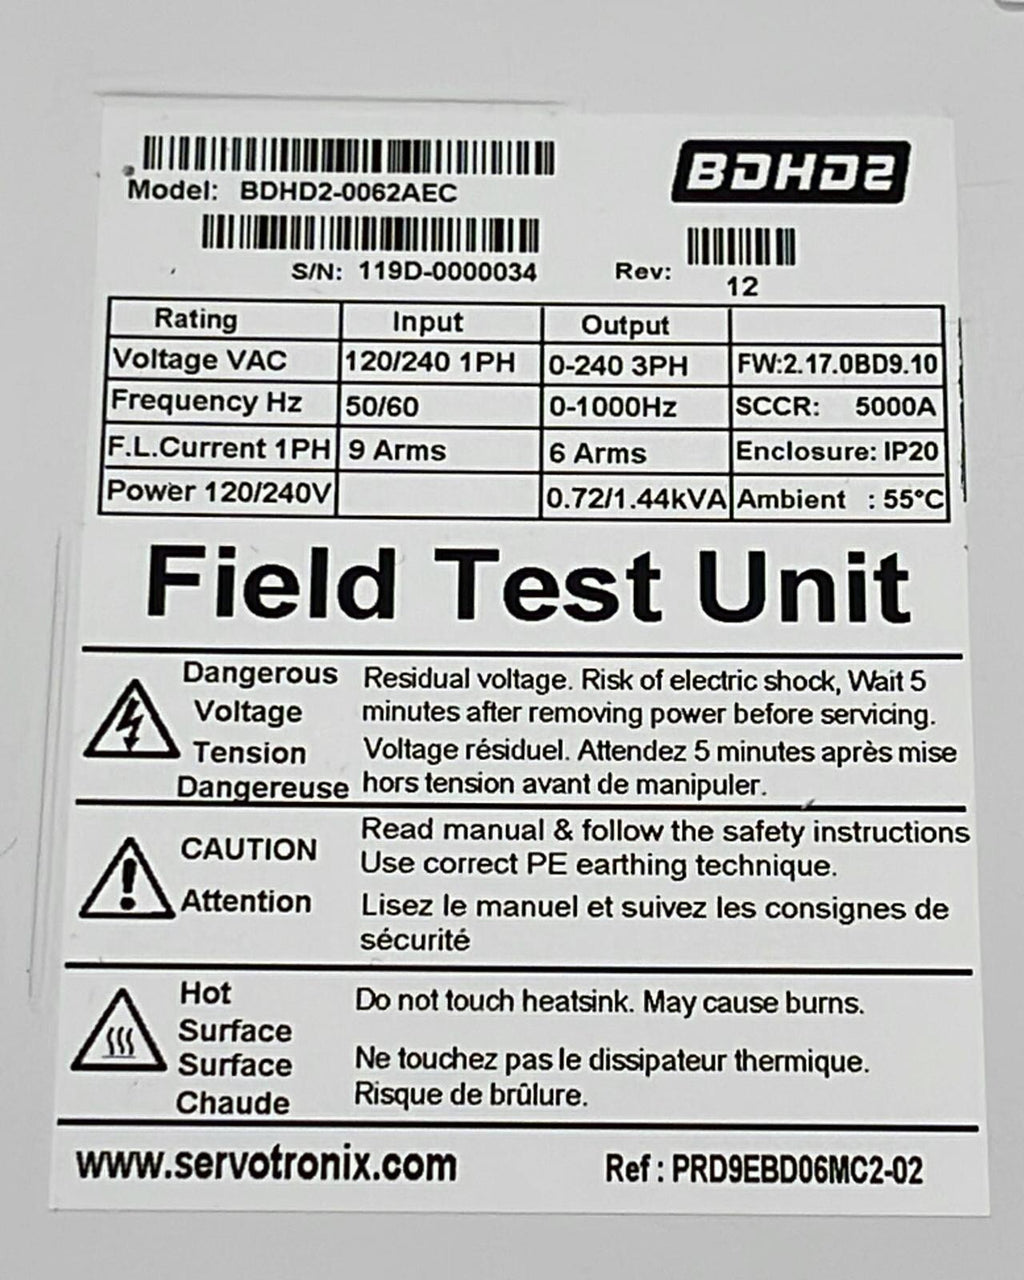 BDHD2
Model: BDHD2-0062AEC
S/N: 119D-0000034 Rev: 12
Rating Input Output
Voltage VAC 120/240 1PH 0-240 3PH FW:2.17.0BD9.10
Frequency Hz 50/60 0-1000Hz SCCR: 5000A
F.L.Current 1PH 9 Arms 6 Arms Enclosure: IP20
Power 120/240V 0.72/1.44kVA Ambient : 55°C
Field Test Unit
Dangerous
Voltage
Tension
Dangereuse
Residual voltage. Risk of electric shock, Wait 5
minutes after removing power before servicing.
Voltage résiduel. Attendez 5 minutes après mise
hors tension avant de manipuler.
CAUTION
Attention
Read manual & follow the safety instructions
Use correct PE earthing technique.
Lisez le manuel et suivez les consignes de
sécurité
Hot
Surface
Surface
Chaude
Do not touch heatsink. May cause burns.
Ne touchez pas le dissipateur thermique.
Risque de brûlure.
www.servotronix.com Ref : PRD9EBD06MC2-02